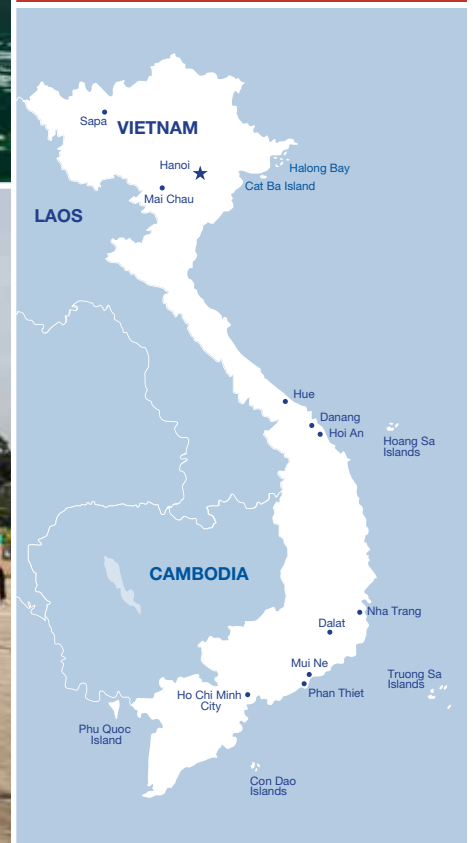 Sapa
VIETNAM
Hanoi
Halong Bay
Cat Ba Island
Mai Chau
LAOS
Hue
Danang
Hoi An
Hoang Sa
Islands
CAMBODIA
Nha Trang
Dalat
Mui Ne
Truong Sa
Islands
Phan Thiet
Ho Chi Minh
City
Phu Quoc
Island
Con Dao
Islands